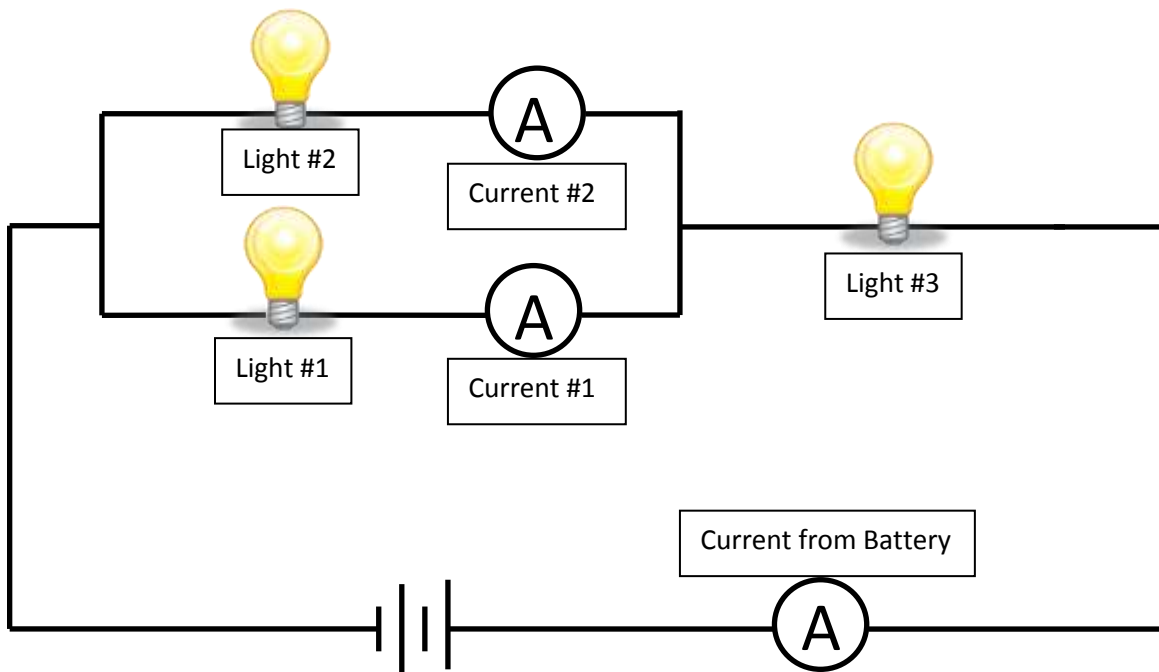 Light #2
A
Current #2
Light #3
Light #1
A
Current #1
Current from Battery
A